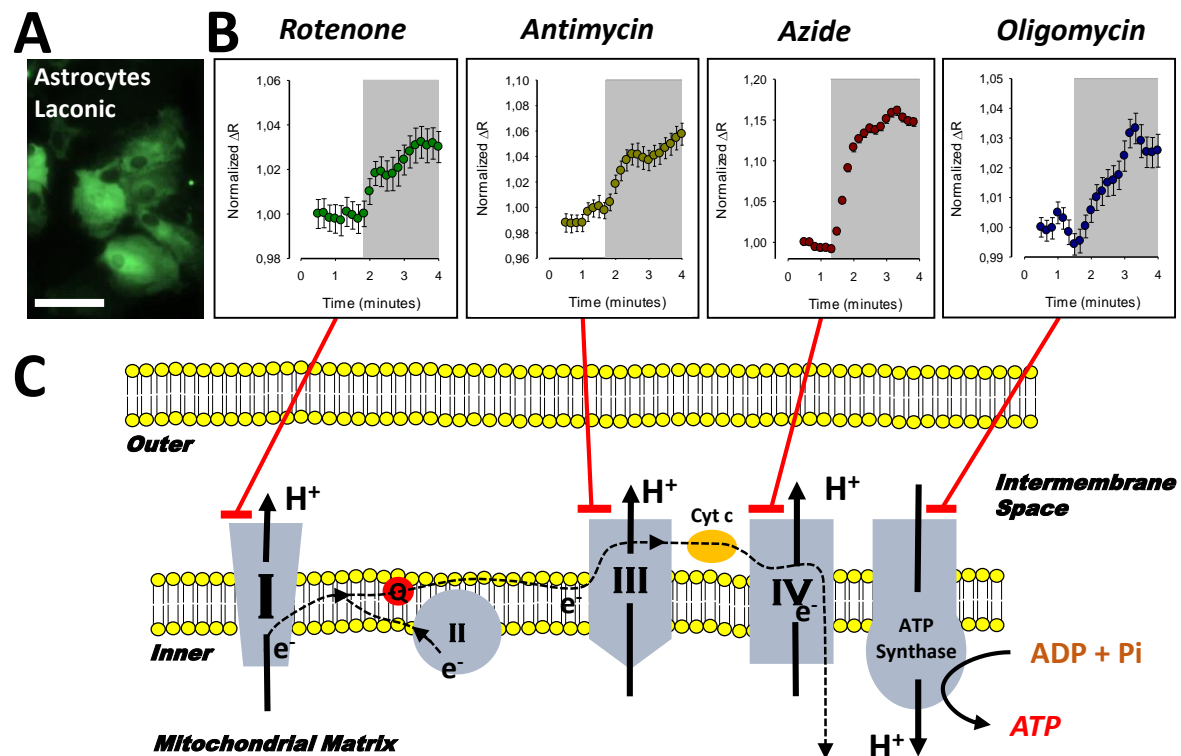 A
Astrocytes
Laconic
B
Rotenone
Antimycin
Azide
Oligomycin
1,06
1,04
1,02
1,00
0,98
Normalized ΔR
0
1
2
3
4
Time (minutes)
1,10
1,08
1,06
1,04
1,02
1,00
0,98
0,96
Normalized ΔR
0
1
2
3
4
Time (minutes)
1,20
1,15
1,10
1,05
1,00
Normalized ΔR
0
1
2
3
4
Time (minutes)
1,05
1,04
1,03
1,02
1,01
1,00
0,99
Normalized ΔR
0
1
2
3
4
Time (minutes)
C
Outer
H+
H+
H+
Intermembrane
Space
Cyt c
I
Q
II
III
IV
e-
e-
e-
e-
ATP
Synthase
ADP + Pi
ATP
Inner
Mitochondrial Matrix
H+